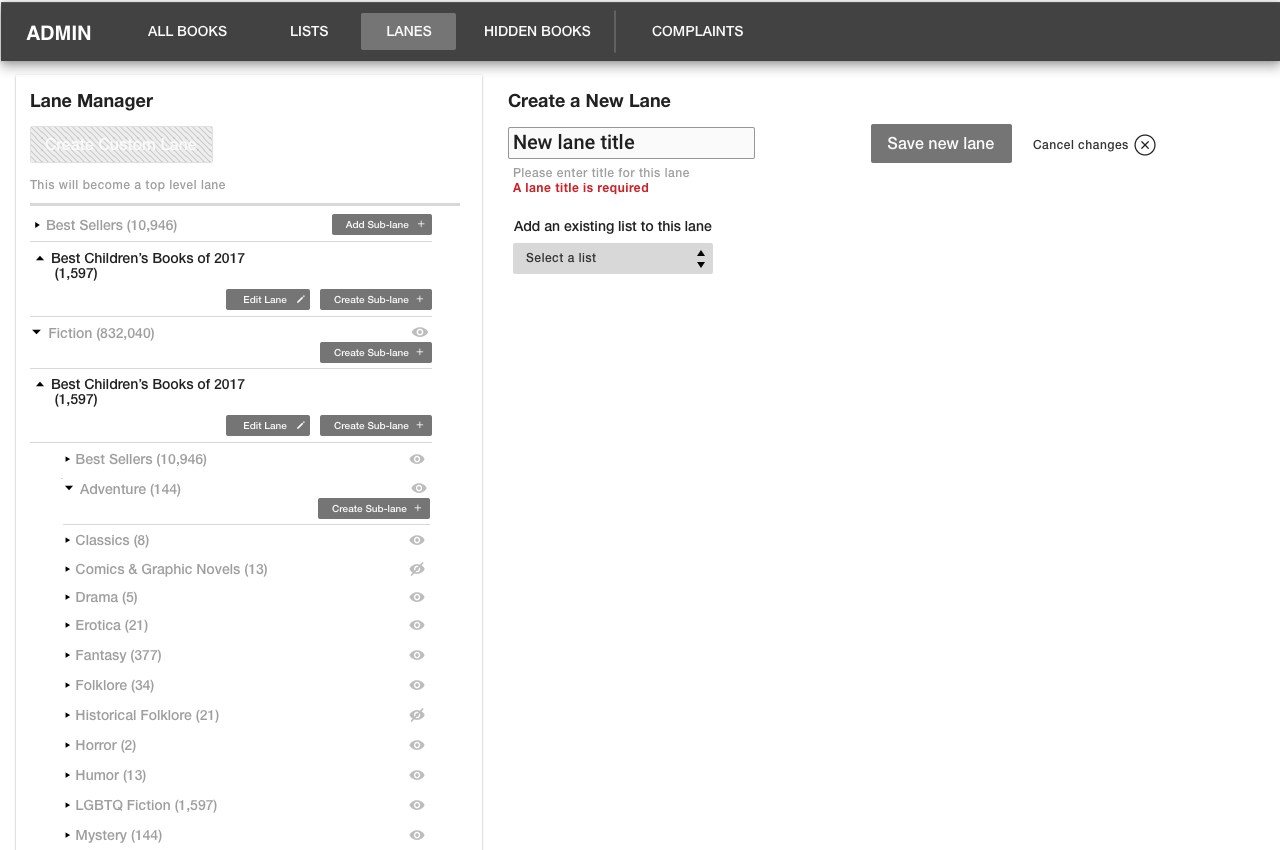 ADMIN ALL BOOKS LISTS LANES HIDDEN BOOKS COMPLAINTS
Lane Manager
Create Custom Lane
This will become a top level lane
Best Sellers (10,946) Add Sub-lane +
Best Children’s Books of 2017
(1,597)
Edit Lane Create Sub-lane +
Fiction (832,040)
Create Sub-lane +
Best Children’s Books of 2017
(1,597)
Edit Lane Create Sub-lane +
Best Sellers (10,946)
Adventure (144)
Create Sub-lane +
Classics (8)
Comics & Graphic Novels (13)
Drama (5)
Erotica (21)
Fantasy (377)
Folklore (34)
Historical Folklore (21)
Horror (2)
Humor (13)
LGBTQ Fiction (1,597)
Mystery (144)
Create a New Lane
New lane title
Save new lane
Cancel changes
Please enter title for this lane
A lane title is required
Add an existing list to this lane
Select a list